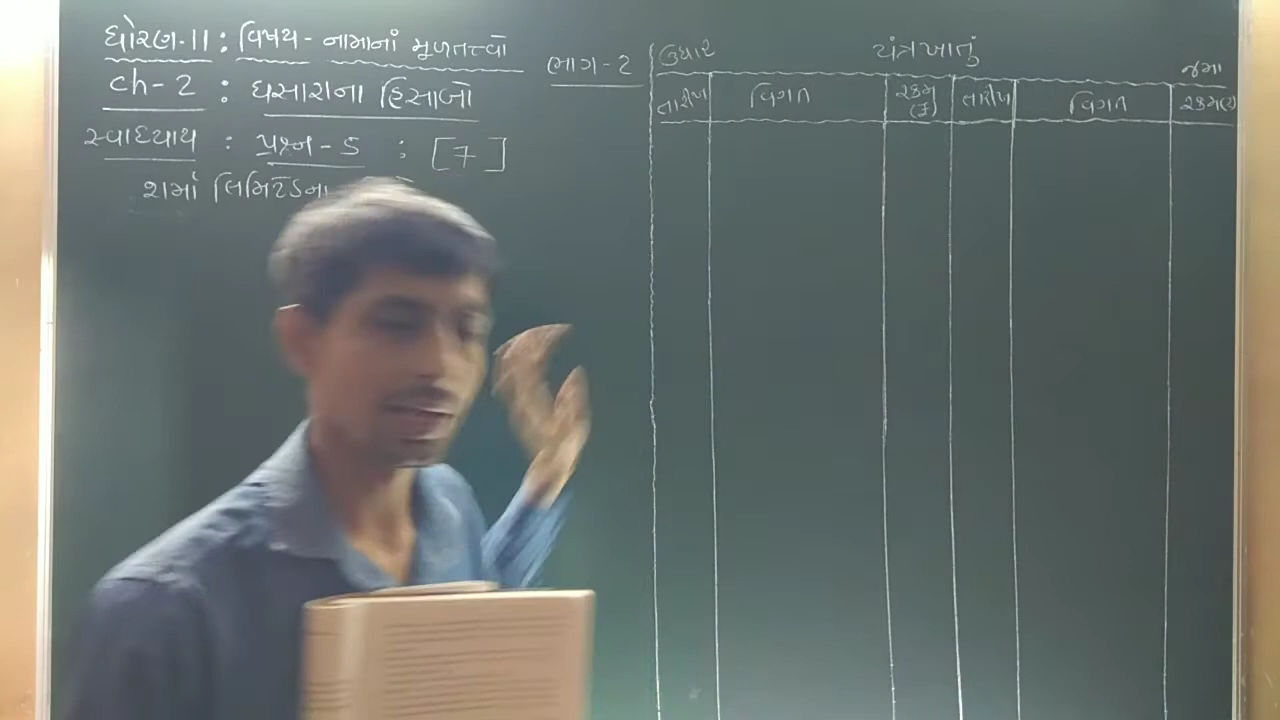 ધોરણ-11 : વિષય - નામાનાં મૂળતત્ત્વો
ભાગ-2
ch-2 : ઘસારાના હિસાબો
સ્વાધ્યાય : પ્રશ્ન-5 : [7]
શર્મા લિમિટેડના
ઉધાર યંત્રખાતું જમા
તારીખ વિગત રકમ (₹) તારીખ વિગત રકમ(₹)